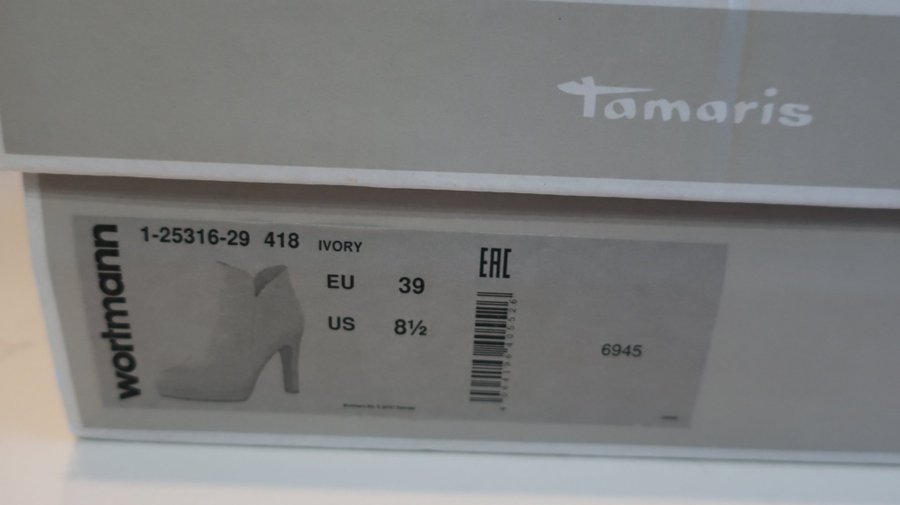 Tamaris
wortmann
1-25316-29 418 IVORY
EU 39
US 8½
EAC
6945